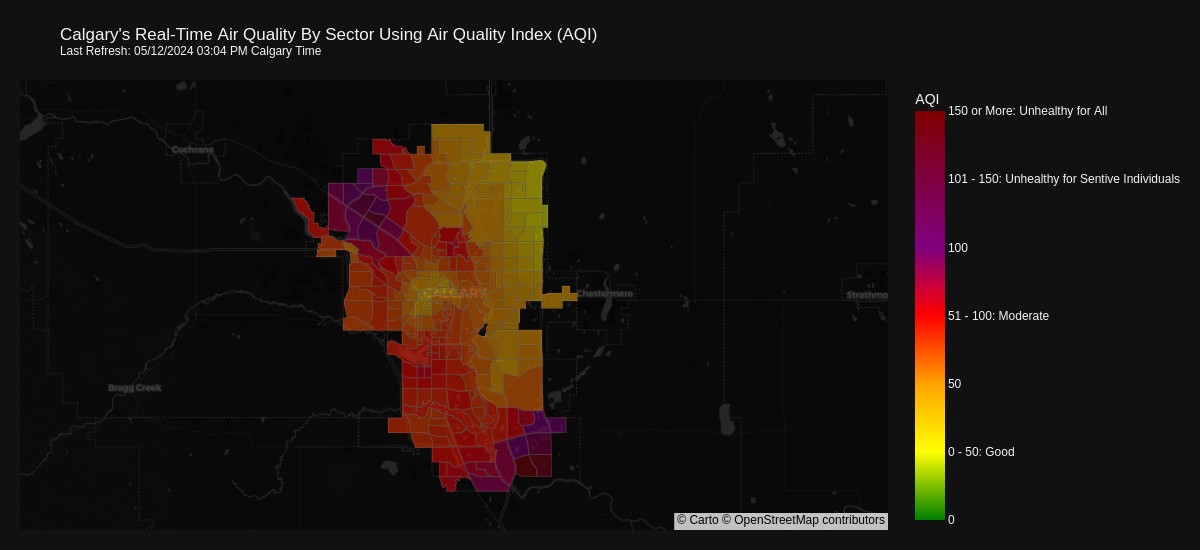 Calgary's Real-Time Air Quality By Sector Using Air Quality Index (AQI)
Last Refresh: 05/12/2024 03:04 PM Calgary Time
AQI
150 or More: Unhealthy for All
Cochrane
101 - 150: Unhealthy for Sentive Individuals
100
CALGARY
Chestermere
Strathmo
51 - 100: Moderate
Bragg Creek
50
0 - 50: Good
© Carto © OpenStreetMap contributors
0